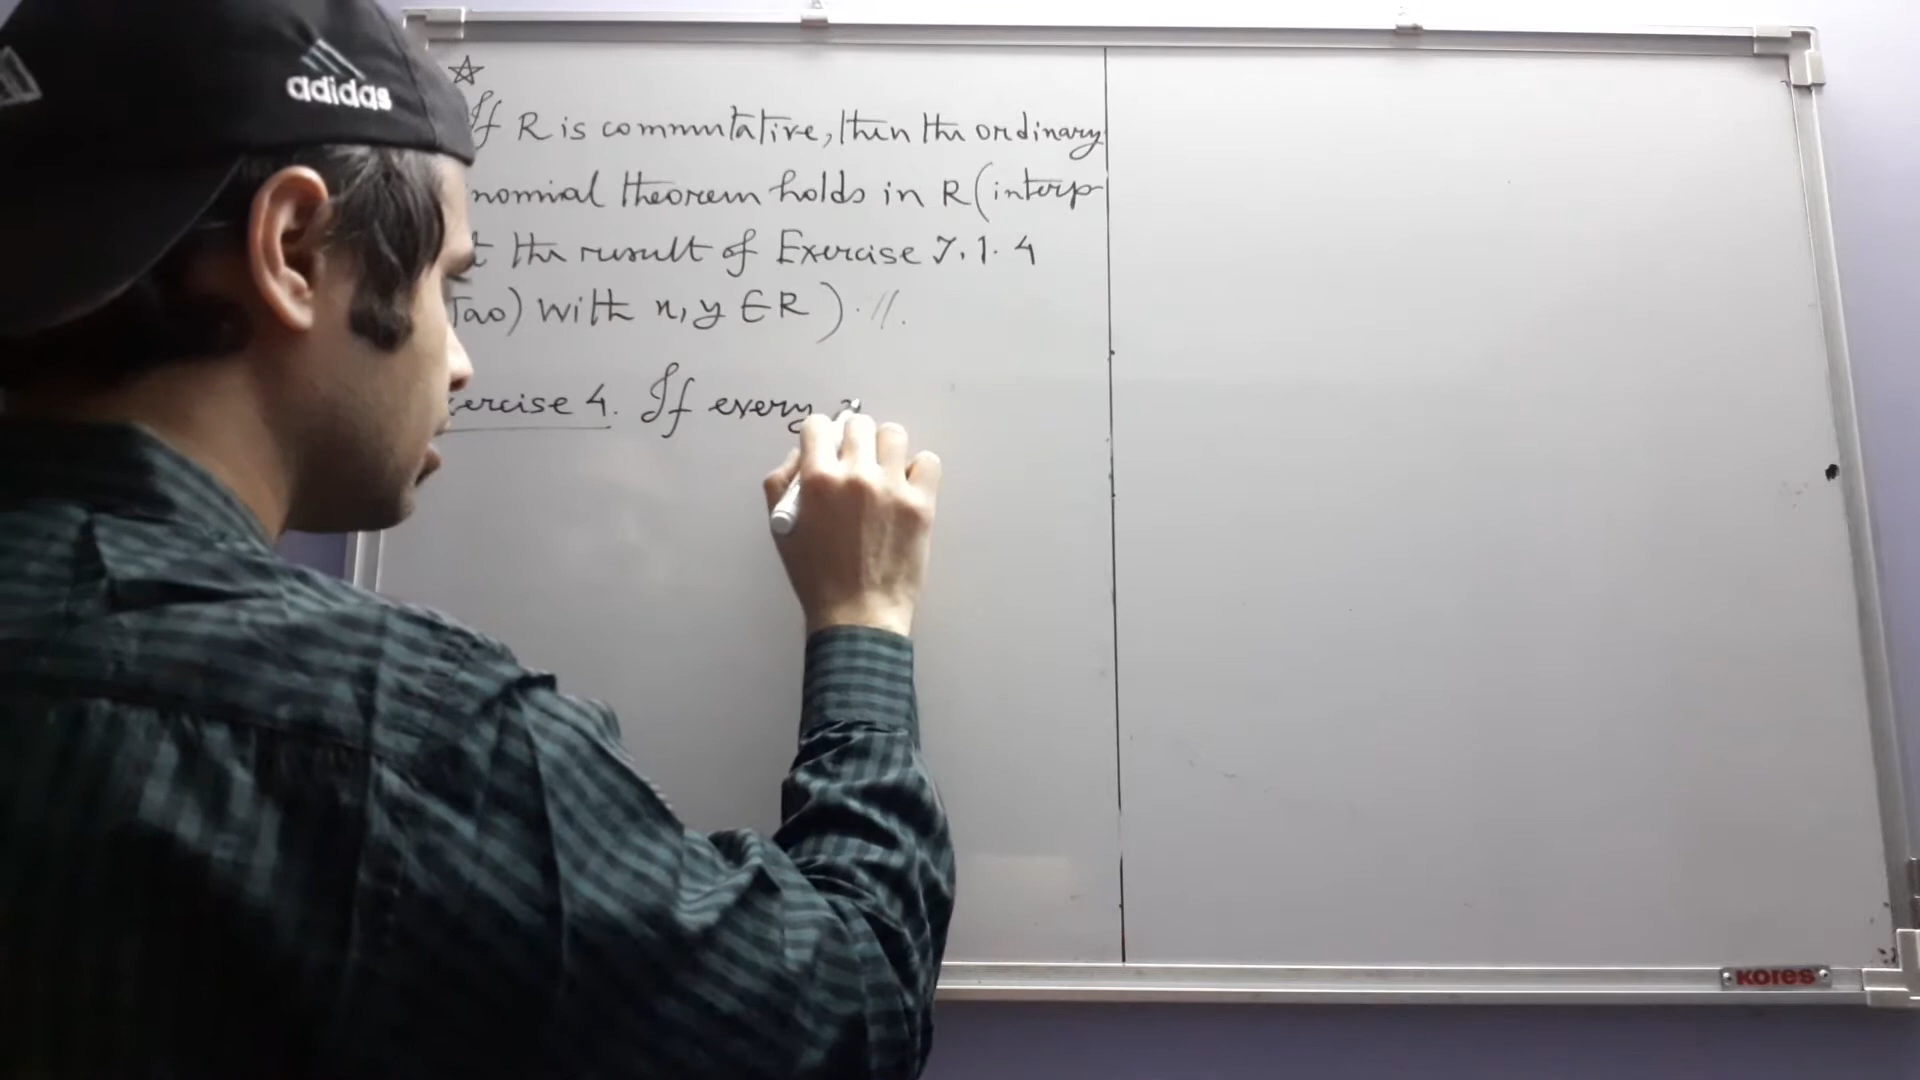 adidas
If R is commutative, then the ordinary
nomial theorem holds in R (interp-
t the result of Exercise 7.1.4
Tao) with x, y ∈ R). //.
ercise 4. If every x
kores